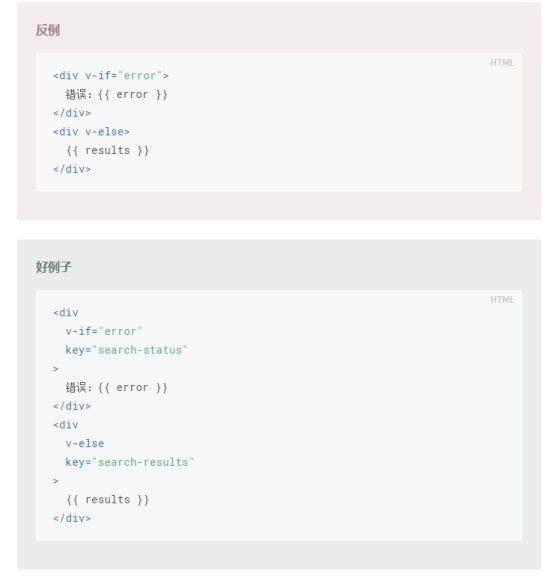 反例
HTML
<div v-if="error">
  错误：{{ error }}
</div>
<div v-else>
  {{ results }}
</div>
好例子
HTML
<div
  v-if="error"
  key="search-status"
>
  错误：{{ error }}
</div>
<div
  v-else
  key="search-results"
>
  {{ results }}
</div>